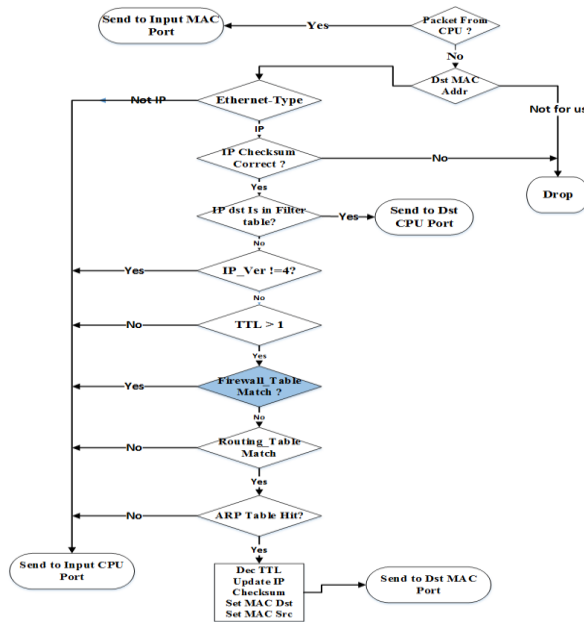 Send to Input MAC
Port
Yes
Packet From
CPU ?
No
Dst MAC
Addr
Not IP
Ethernet-Type
Not for us
IP
IP Checksum
Correct ?
No
Yes
Drop
IP dst Is in Filter
table?
Yes
Send to Dst
CPU Port
No
Yes
IP_Ver !=4?
No
No
TTL > 1
Yes
Yes
Firewall_Table
Match ?
No
No
Routing_Table
Match
Yes
No
ARP Table Hit?
Yes
Send to Input CPU
Port
Dec TTL
Update IP
Checksum
Set MAC Dst
Set MAC Src
Send to Dst MAC
Port